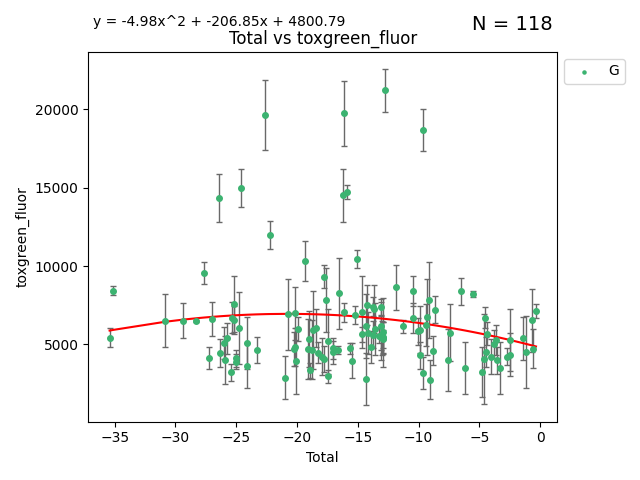 y = -4.98x^2 + -206.85x + 4800.79
N = 118
Total vs toxgreen_fluor
G
toxgreen_fluor
20000
15000
10000
5000
−35 −30 −25 −20 −15 −10 −5 0
Total